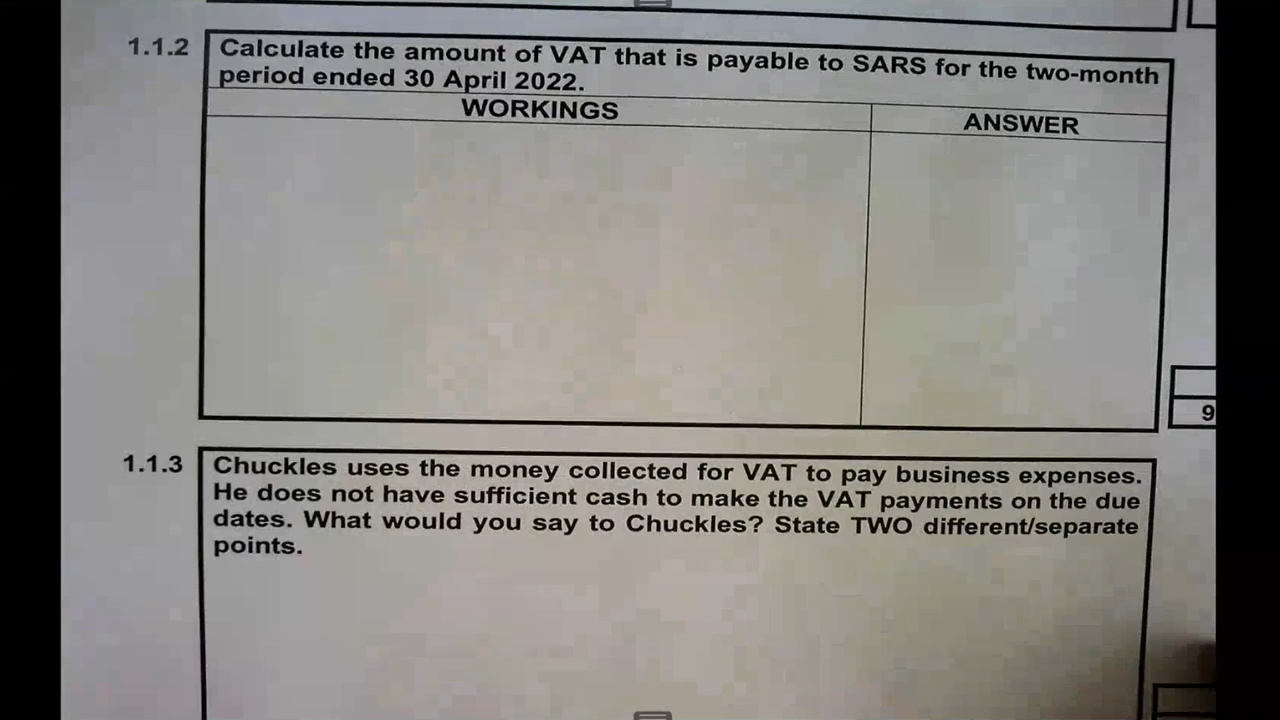 1.1.2 Calculate the amount of VAT that is payable to SARS for the two-month
period ended 30 April 2022.
WORKINGS ANSWER
9
1.1.3 Chuckles uses the money collected for VAT to pay business expenses.
He does not have sufficient cash to make the VAT payments on the due
dates. What would you say to Chuckles? State TWO different/separate
points.